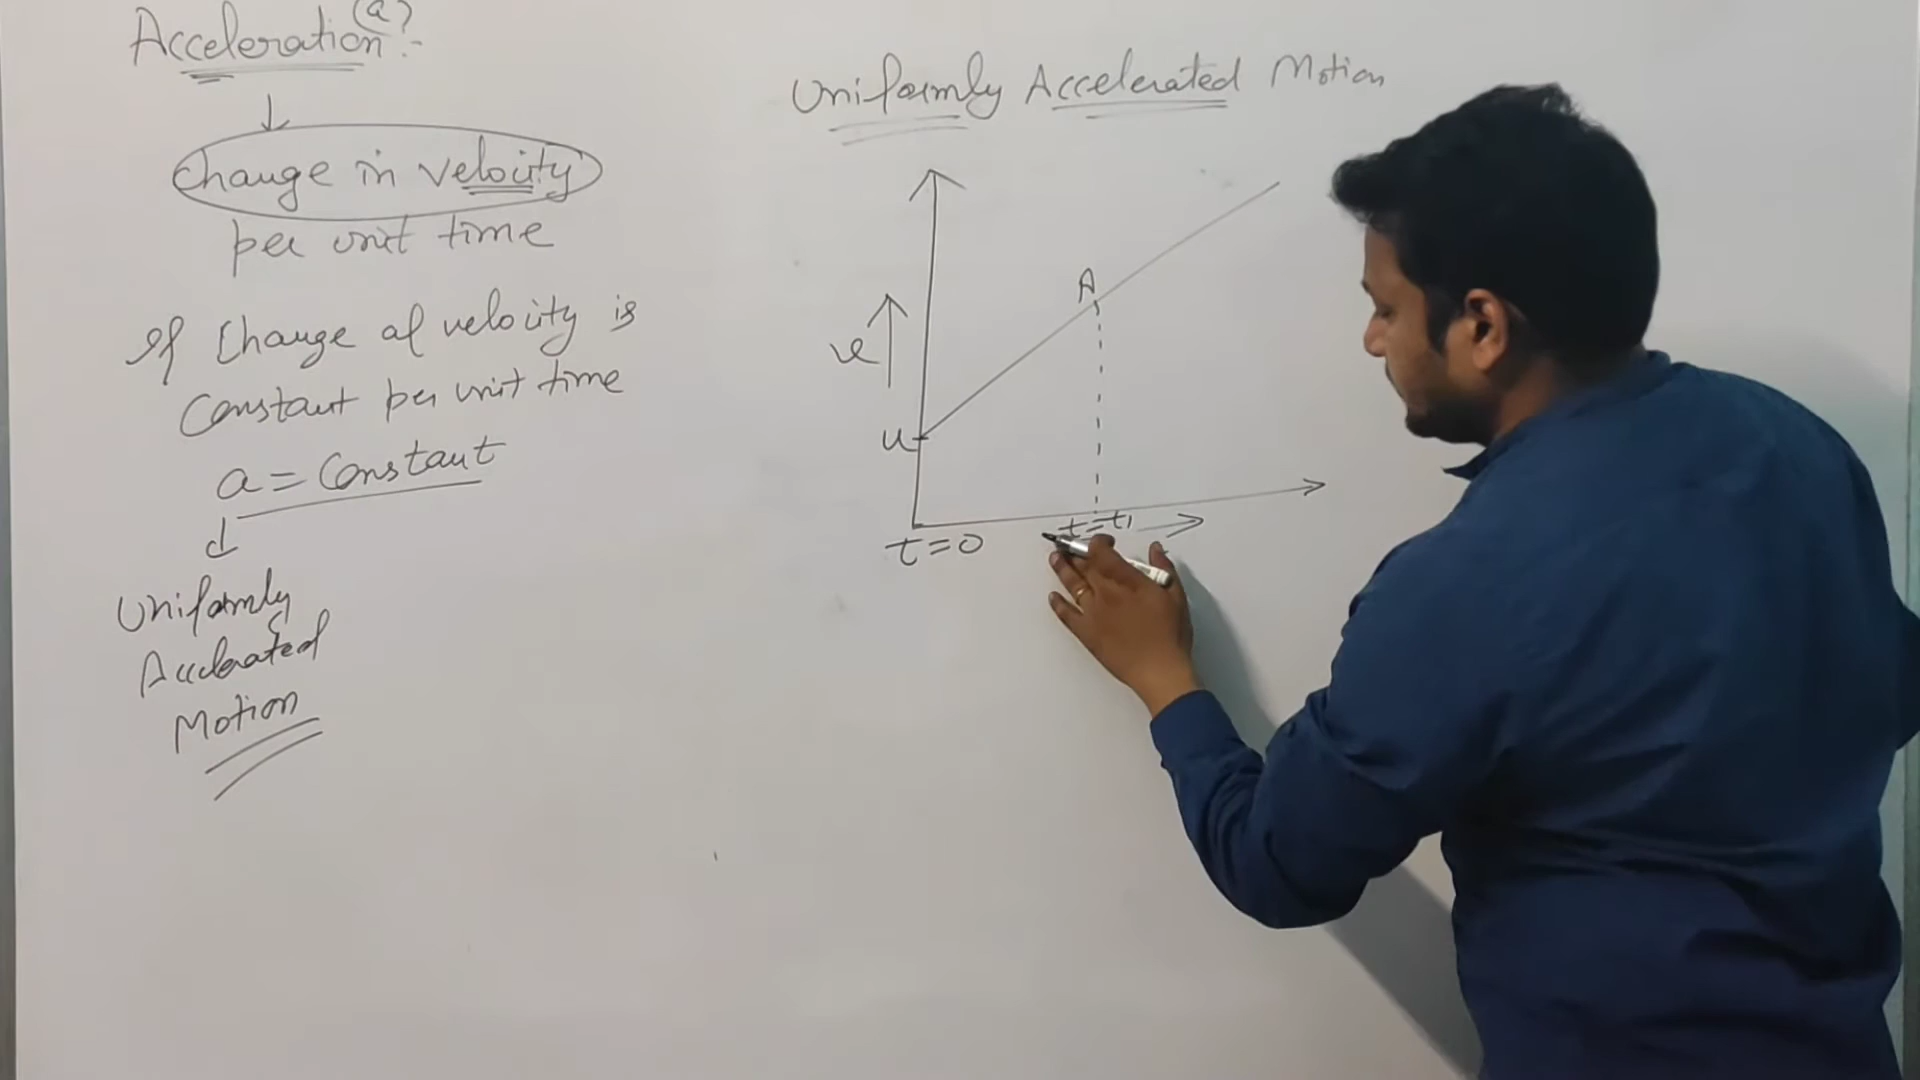 Acceleration (a) :-
Change in velocity
per unit time
If Change of velocity is
Constant per unit time
a = Constant
Uniformly
Acclerated
Motion
Uniformly Accelerated Motion
A
v
u
t=t1
t=0